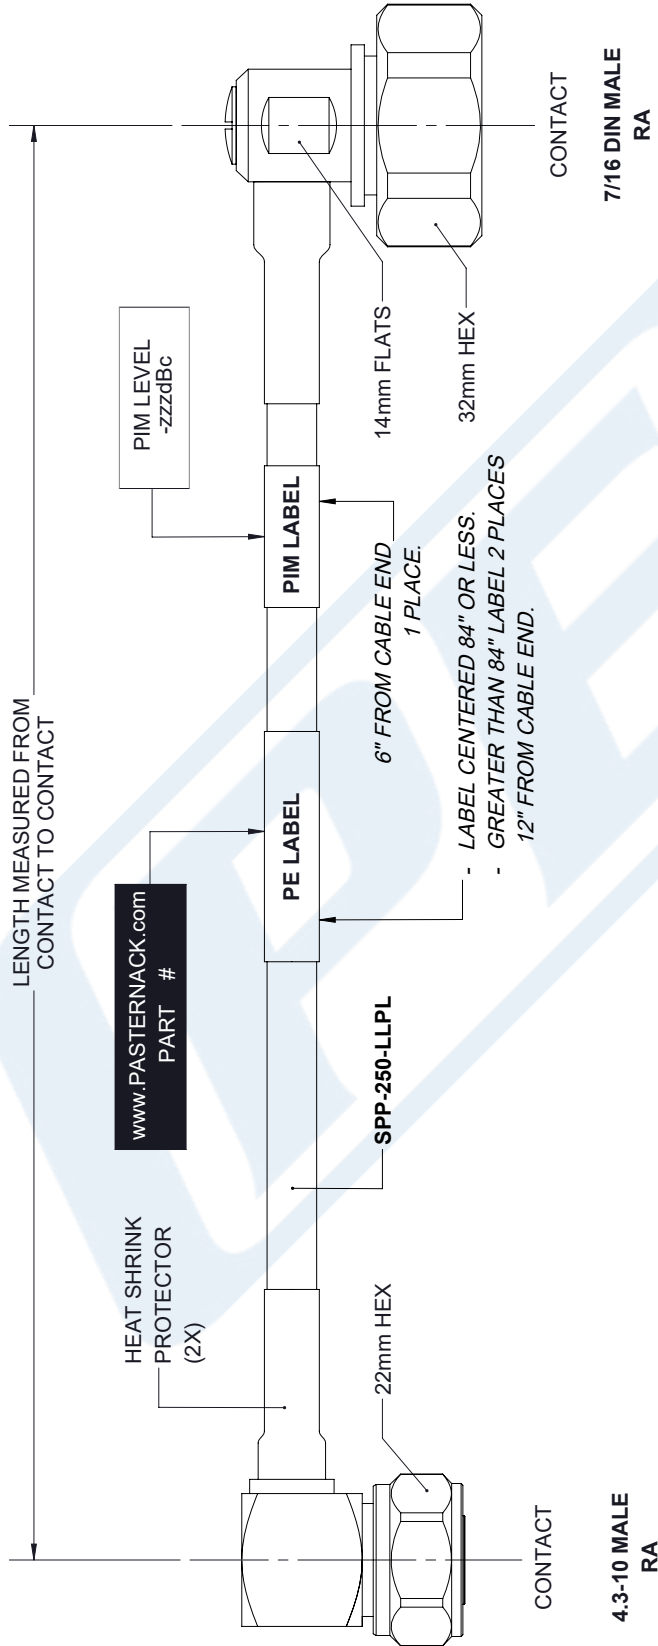 LENGTH MEASURED FROM
CONTACT TO CONTACT
HEAT SHRINK
PROTECTOR
(2X)
www.PASTERNACK.com
PART #
PIM LEVEL
-zzzdBc
PE LABEL
PIM LABEL
SPP-250-LLPL
22mm HEX
6" FROM CABLE END
1 PLACE.
14mm FLATS
32mm HEX
- LABEL CENTERED 84" OR LESS.
- GREATER THAN 84" LABEL 2 PLACES
12" FROM CABLE END.
CONTACT
4.3-10 MALE
RA
CONTACT
7/16 DIN MALE
RA